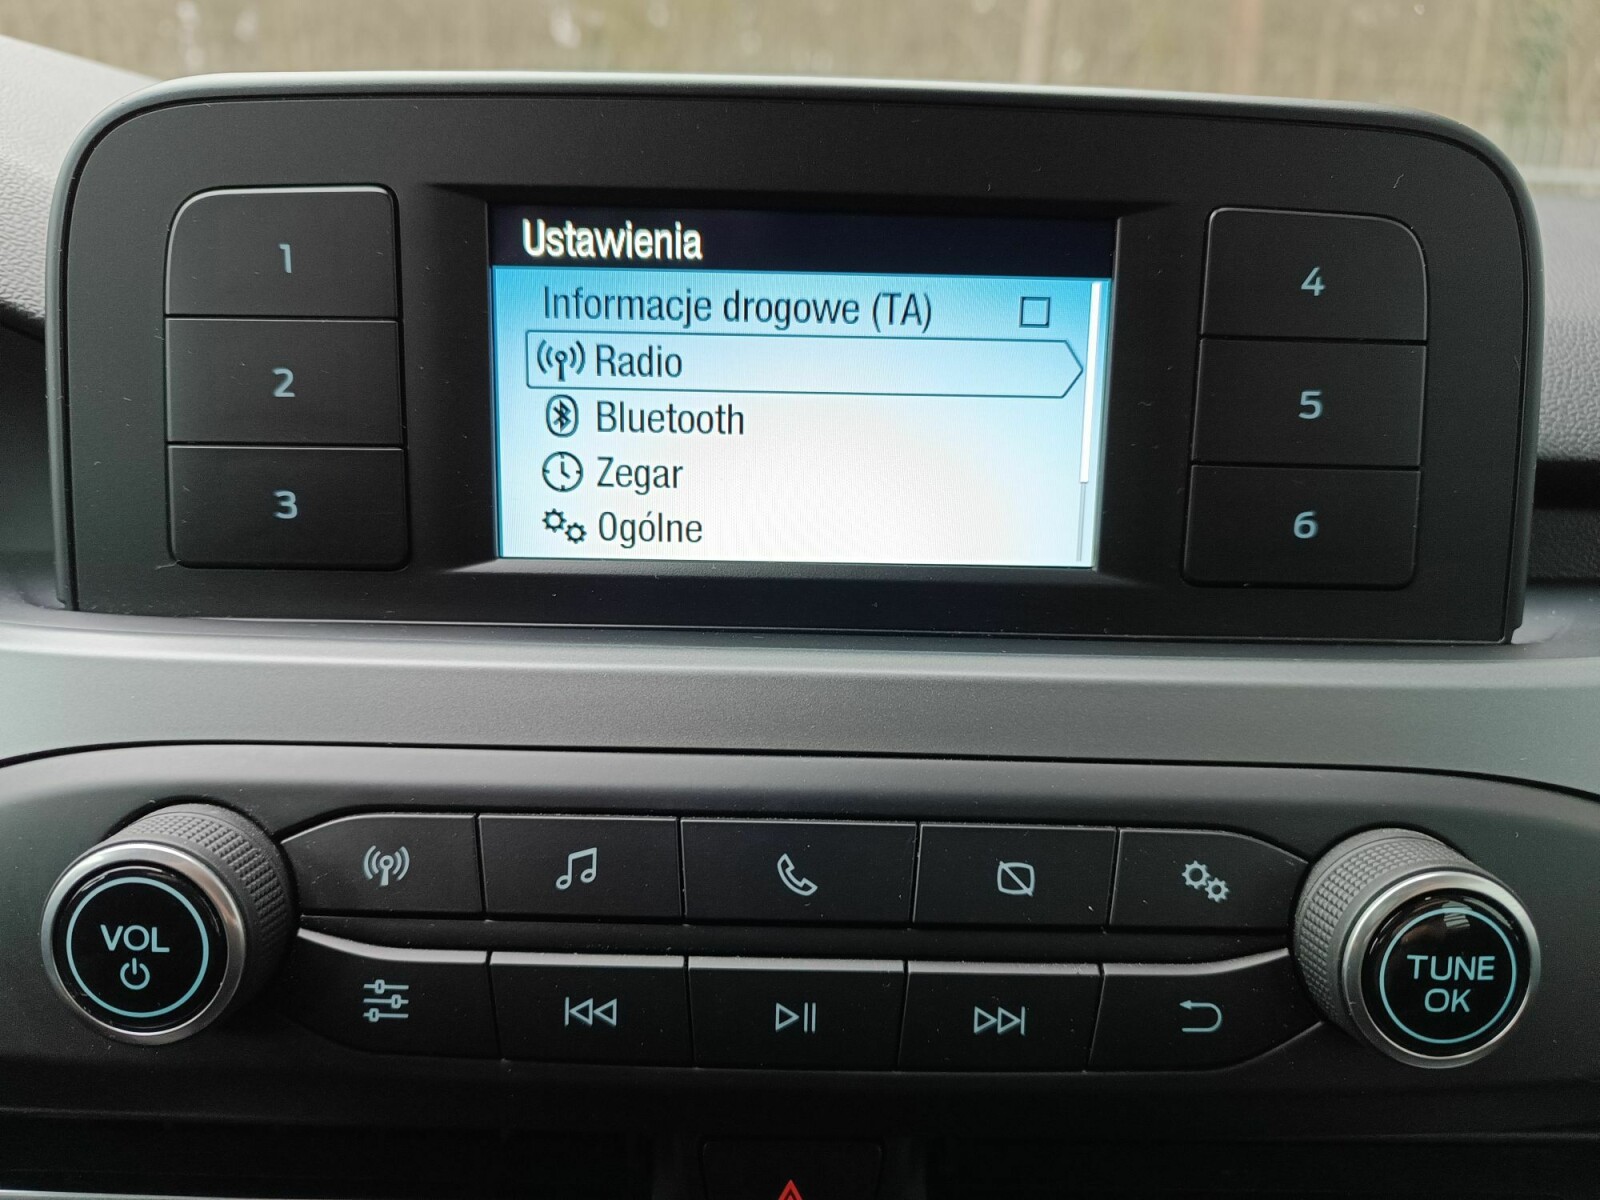 Ustawienia
Informacje drogowe (TA)
Radio
Bluetooth
Zegar
Ogólne
1
2
3
4
5
6
VOL
TUNE
OK